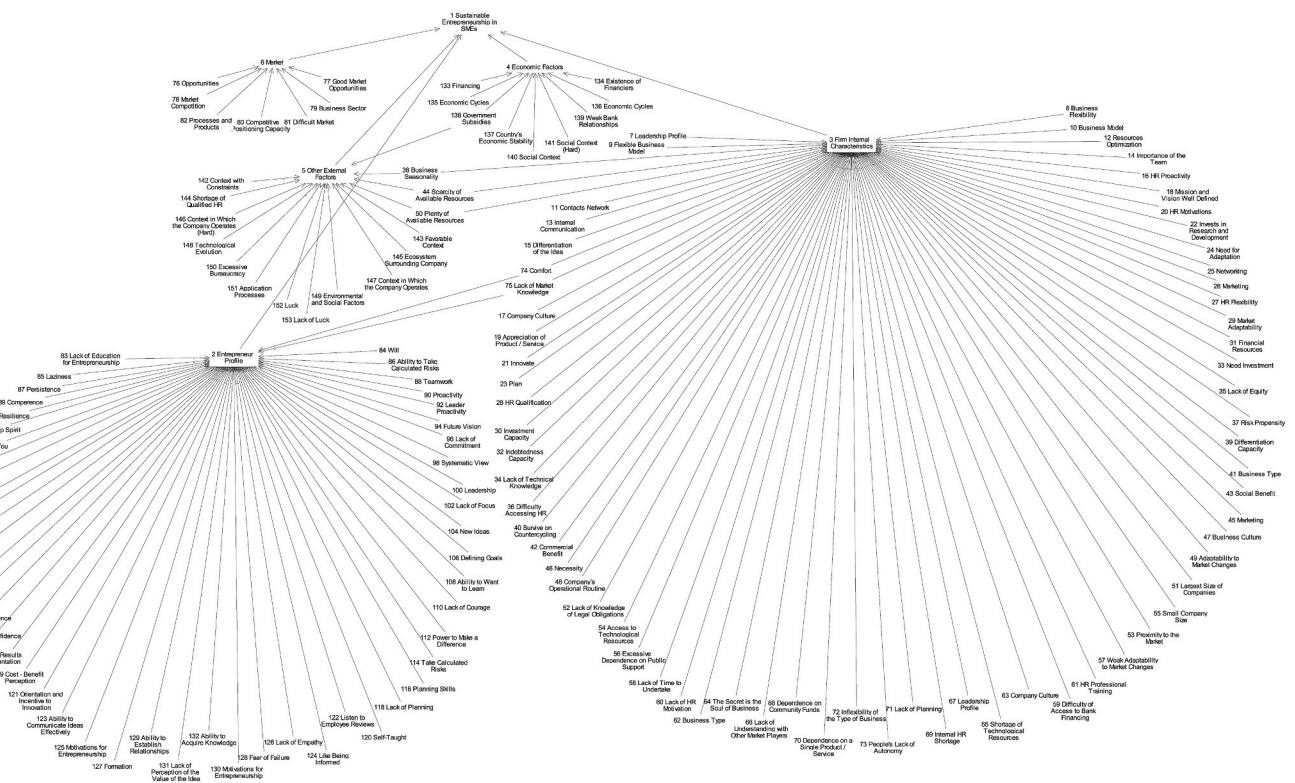 1 Sustainable
Entrepreneurship in
SMEs
6 Market
76 Opportunities
77 Good Market
Opportunities
78 Market
Competition
79 Business Sector
82 Processes and
Products
80 Competitive
Positioning Capacity
81 Difficult Market
4 Economic Factors
133 Financing
134 Existence of
Financiers
135 Economic Cycles
136 Economic Cycles
138 Government
Subsidies
139 Week Bank
Relationships
137 Country's
Economic Stability
141 Social Context
(Hard)
140 Social Context
7 Leadership Profile
9 Flexible Business
Model
3 Firm Internal
Characteristics
8 Business
Flexibility
10 Business Model
12 Resources
Optimization
14 Importance of the
Team
16 HR Proactivity
18 Mission and
Vision Well Defined
20 HR Motivations
22 Invests in
Research and
Development
24 Need for
Adaptation
25 Networking
26 Marketing
27 HR Flexibility
29 Market
Adaptability
31 Financial
Resources
33 Need Investment
35 Lack of Equity
37 Risk Propensity
39 Differentiation
Capacity
41 Business Type
43 Social Benefit
45 Marketing
47 Business Culture
49 Adaptability to
Market Changes
51 Largest Size of
Companies
55 Small Company
Size
53 Proximity to the
Market
57 Weak Adaptability
to Market Changes
61 HR Professional
Training
59 Difficulty of
Access to Bank
Financing
63 Company Culture
65 Shortage of
Technological
Resources
67 Leadership
Profile
69 Internal HR
Shortage
71 Lack of Planning
73 People's Lack of
Autonomy
72 Inflexibility of
the Type of Business
70 Dependence on a
Single Product /
Service
68 Dependence on
Community Funds
66 Lack of
Understanding with
Other Market Players
64 The Secret is the
Soul of Business
62 Business Type
60 Lack of HR
Motivation
58 Lack of Time to
Undertake
56 Excessive
Dependence on Public
Support
54 Access to
Technological
Resources
52 Lack of Knowledge
of Legal Obligations
48 Company's
Operational Routine
46 Necessity
42 Commercial
Benefit
40 Survive on
Countercycling
36 Difficulty
Accessing HR
34 Lack of Technical
Knowledge
32 Indebtedness
Capacity
30 Investment
Capacity
28 HR Qualification
23 Plan
21 Innovate
19 Appreciation of
Product / Service
17 Company Culture
75 Lack of Market
Knowledge
74 Comfort
15 Differentiation
of the Idea
13 Internal
Communication
11 Contacts Network
5 Other External
Factors
38 Business
Seasonality
44 Scarcity of
Available Resources
50 Plenty of
Available Resources
142 Context with
Constraints
144 Shortage of
Qualified HR
146 Context in Which
the Company Operates
(Hard)
148 Technological
Evolution
150 Excessive
Bureaucracy
151 Application
Processes
152 Luck
153 Lack of Luck
149 Environmental
and Social Factors
147 Context in Which
the Company Operates
145 Ecosystem
Surrounding Company
143 Favorable
Context
2 Entrepreneur
Profile
83 Lack of Education
for Entrepreneurship
85 Laziness
87 Persistence
89 Comperence
Resilience
p Spirit
You
84 Will
86 Ability to Take
Calculated Risks
88 Teamwork
90 Proactivity
92 Leader
Proactivity
94 Future Vision
96 Lack of
Commitment
98 Systematic View
100 Leadership
102 Lack of Focus
104 New Ideas
106 Defining Goals
108 Ability to Want
to Learn
110 Lack of Courage
112 Power to Make a
Difference
114 Take Calculated
Risks
116 Planning Skills
118 Lack of Planning
120 Self-Taught
122 Listen to
Employee Reviews
124 Like Being
Informed
126 Lack of Empathy
128 Fear of Failure
130 Motivations for
Entrepreneurship
132 Ability to
Acquire Knowledge
131 Lack of
Perception of the
Value of the Idea
129 Ability to
Establish
Relationships
127 Formation
125 Motivations for
Entrepreneurship
123 Ability to
Communicate Ideas
Effectively
121 Orientation and
Incentive to
Innovation
9 Cost - Benefit
Perception
Results
ntation
fidence
nce